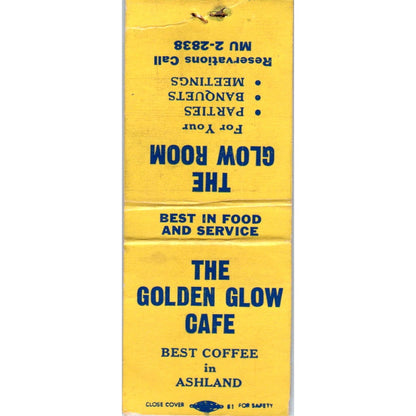 THE
GLOW ROOM
For Your
• PARTIES
• BANQUETS
• MEETINGS
Reservations Call
MU 2-2838
BEST IN FOOD
AND SERVICE
THE
GOLDEN GLOW
CAFE
BEST COFFEE
in
ASHLAND
CLOSE COVER 81 FOR SAFETY